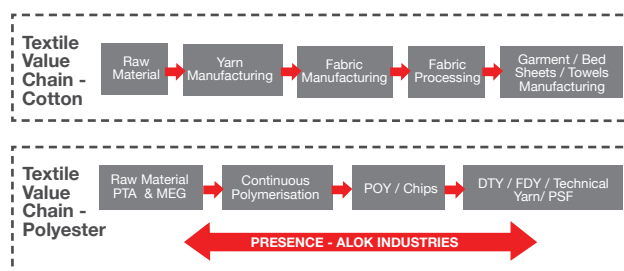 Textile
Value
Chain -
Cotton
Raw
Material
Yarn
Manufacturing
Fabric
Manufacturing
Fabric
Processing
Garment / Bed
Sheets / Towels
Manufacturing
Textile
Value
Chain -
Polyester
Raw Material
PTA & MEG
Continuous
Polymerisation
POY / Chips
DTY / FDY / Technical
Yarn/ PSF
PRESENCE - ALOK INDUSTRIES